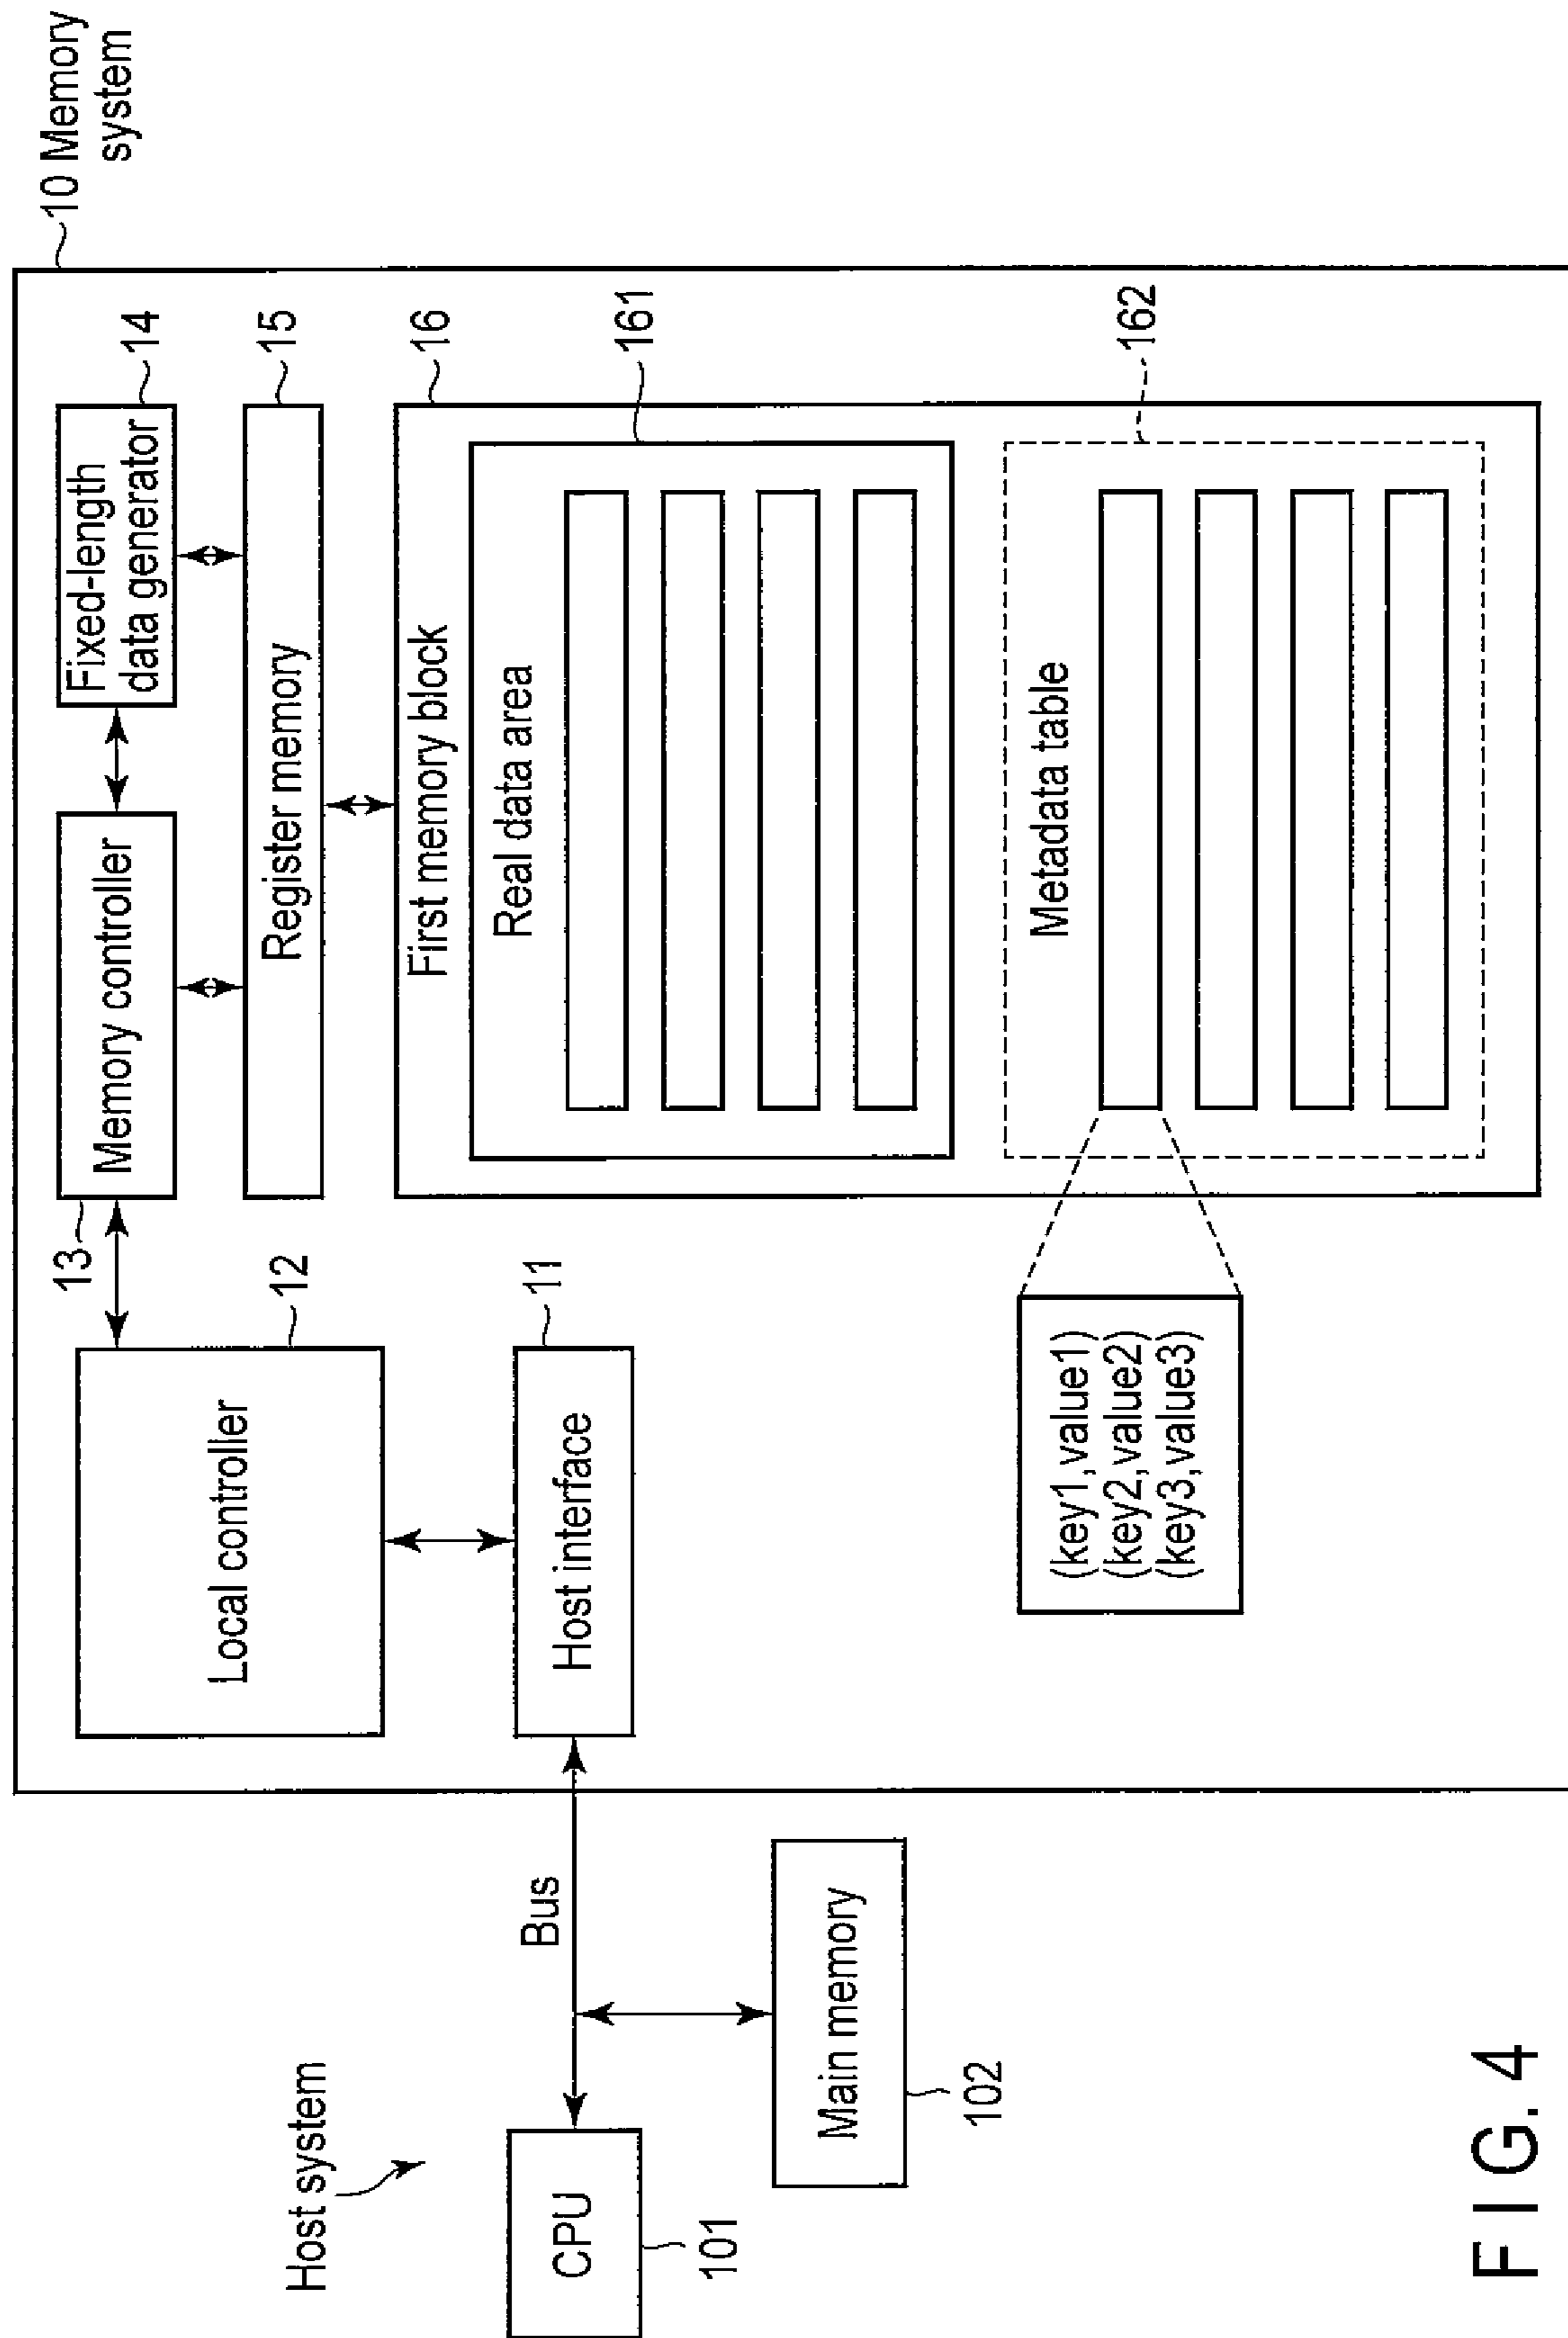 Host system
CPU
101
Main memory
102
Bus
10 Memory
system
Local controller
12
Host interface
11
13
Memory controller
Fixed-length
data generator
14
Register memory
15
First memory block
16
Real data area
161
Metadata table
162
(key1,value1)
(key2,value2)
(key3,value3)
FIG. 4